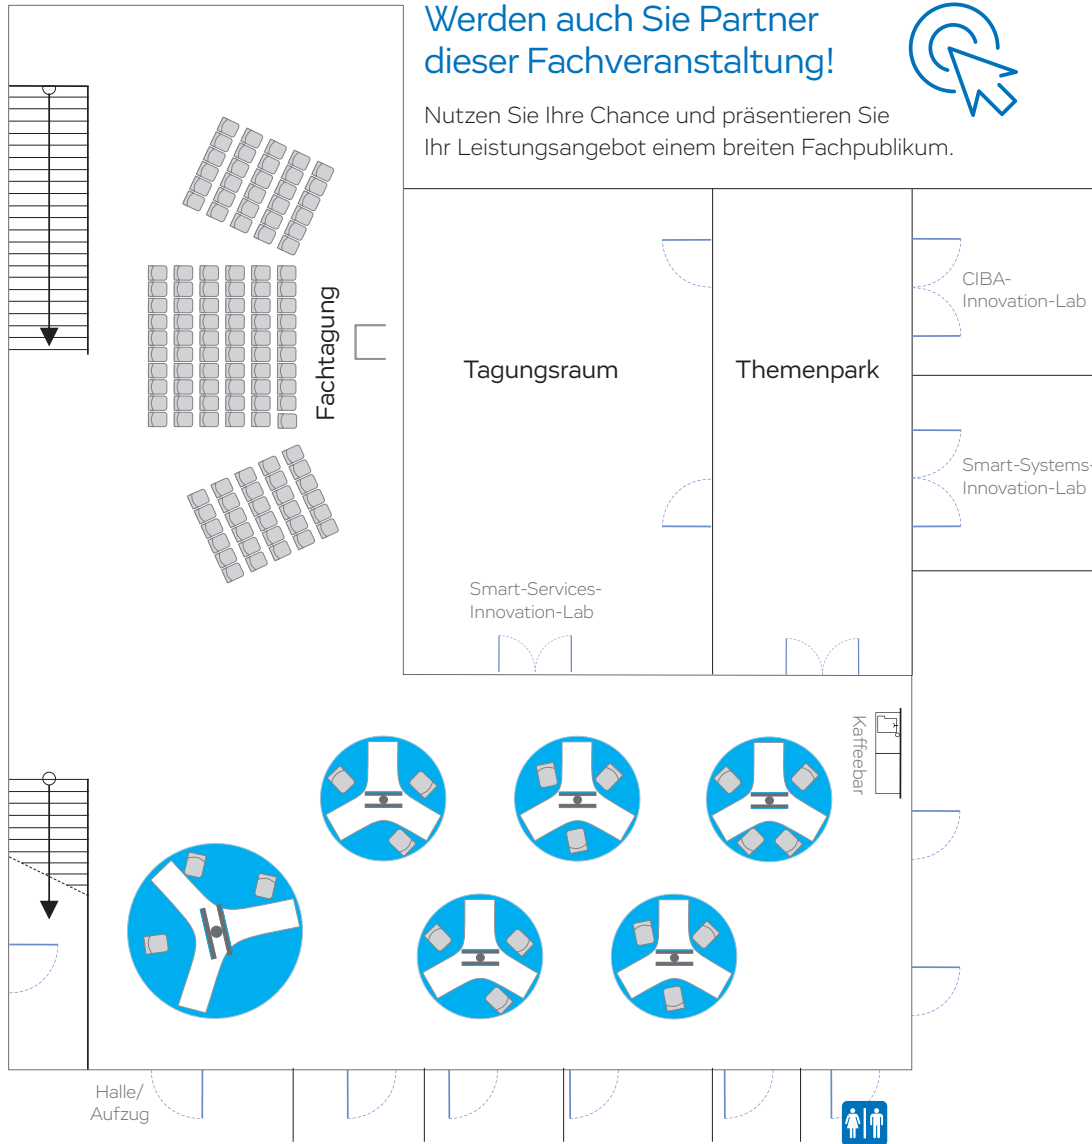 Werden auch Sie Partner
dieser Fachveranstaltung!
Nutzen Sie Ihre Chance und präsentieren Sie
Ihr Leistungsangebot einem breiten Fachpublikum.
Fachtagung
Tagungsraum
Themenpark
CIBA-
Innovation-Lab
Smart-Systems-
Innovation-Lab
Smart-Services-
Innovation-Lab
Kaffeebar
Halle/
Aufzug